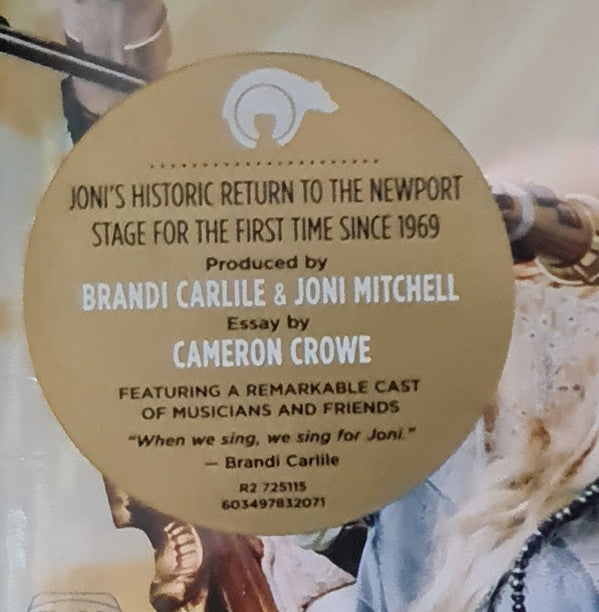 JONI'S HISTORIC RETURN TO THE NEWPORT
STAGE FOR THE FIRST TIME SINCE 1969
Produced by
BRANDI CARLILE & JONI MITCHELL
Essay by
CAMERON CROWE
FEATURING A REMARKABLE CAST
OF MUSICIANS AND FRIENDS
"When we sing, we sing for Joni."
— Brandi Carlile
R2 725115
603497832071